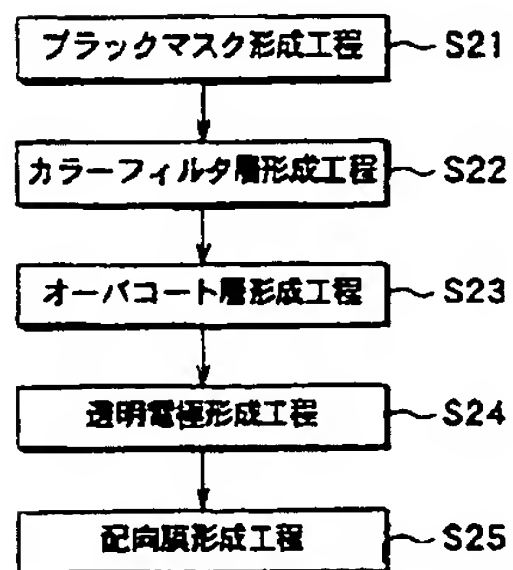 ブラックマスク形成工程 S21
カラーフィルタ層形成工程 S22
オーバコート層形成工程 S23
透明電極形成工程 S24
配向膜形成工程 S25